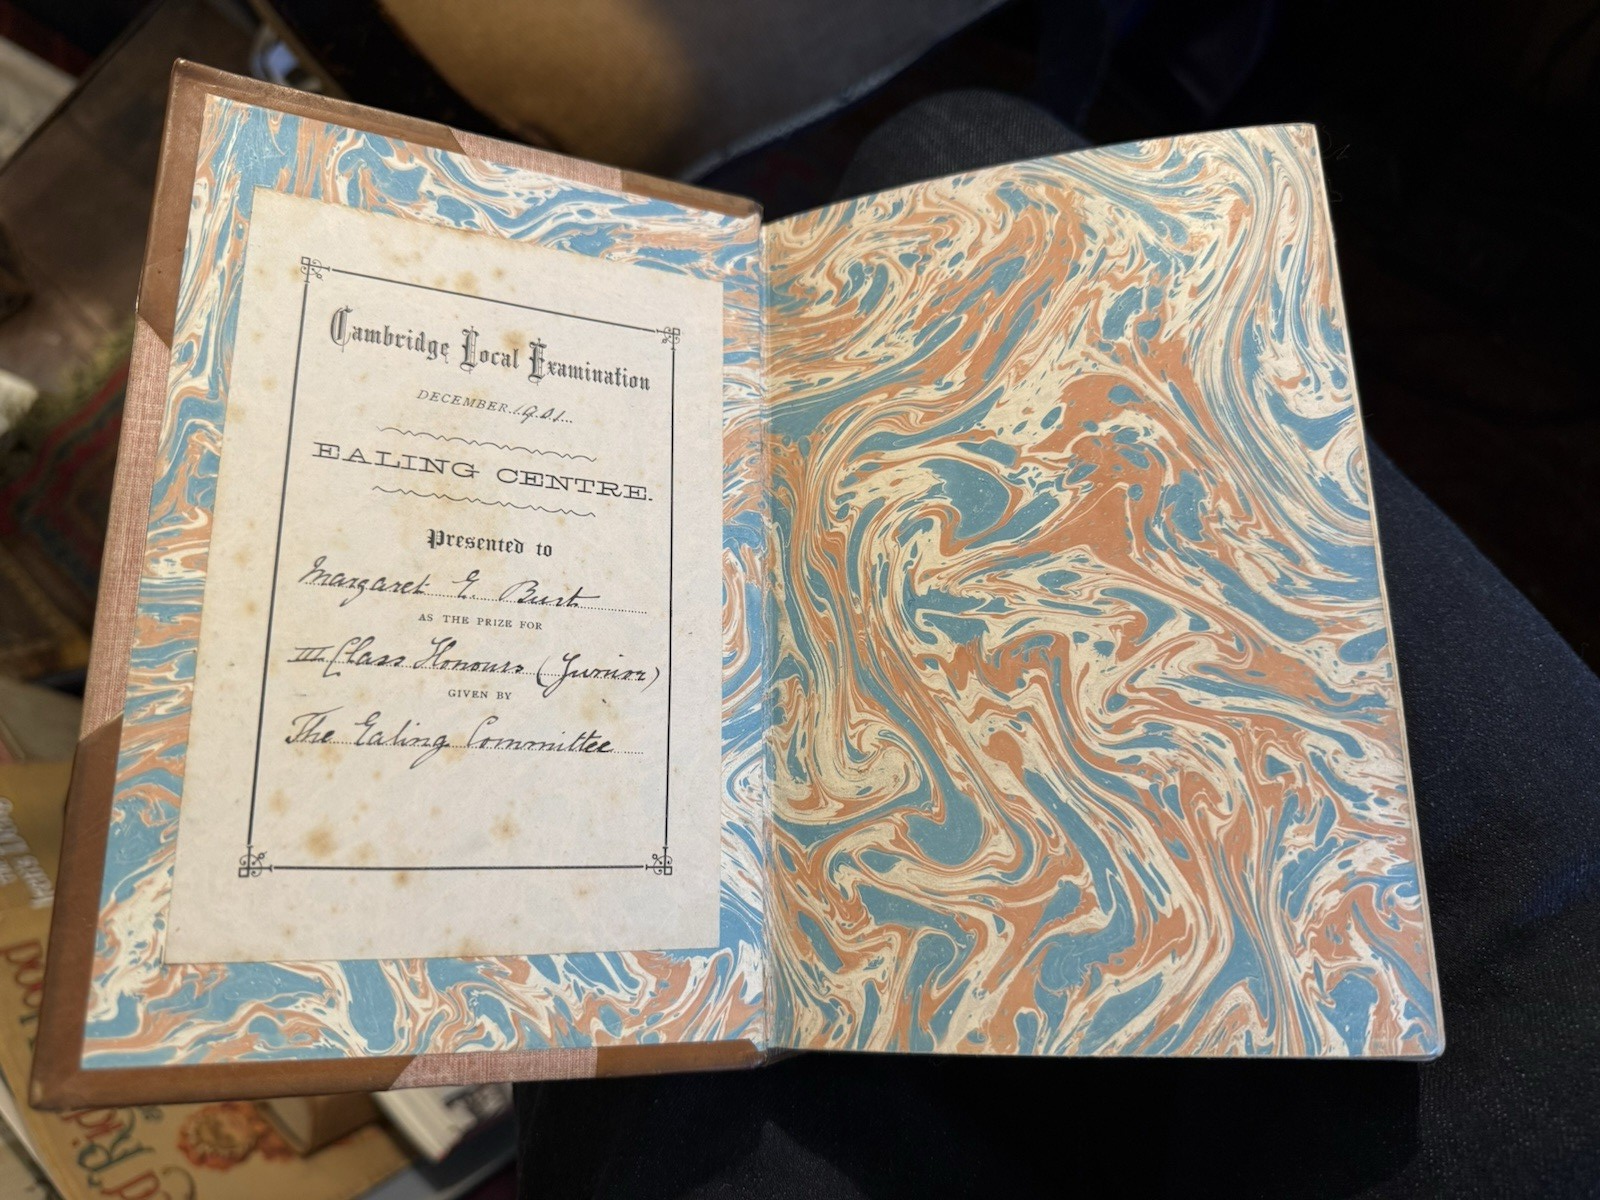 Cambridge Local Examination
DECEMBER 1901
EALING CENTRE.
Presented to
Margaret E. Burt
AS THE PRIZE FOR
III Class Honours (Junior)
GIVEN BY
The Ealing Committee